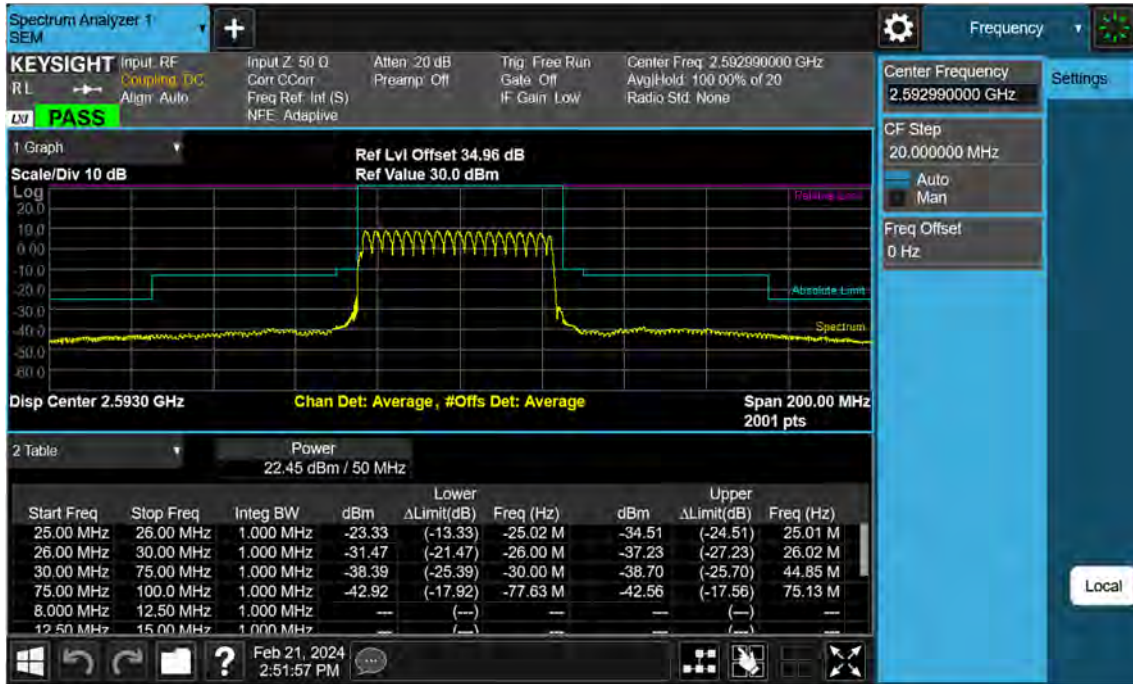 Spectrum Analyzer 1
SEM
Frequency
KEYSIGHT
RL
LXI
PASS
Input: RF
Coupling: DC
Align: Auto
Input Z: 50 Ω
Corr CCorr
Freq Ref: Int (S)
NFE: Adaptive
Atten: 20 dB
Preamp: Off
Trig: Free Run
Gate: Off
IF Gain: Low
Center Freq: 2.592990000 GHz
Avg|Hold: 100.00% of 20
Radio Std: None
Center Frequency
2.592990000 GHz
Settings
CF Step
20.000000 MHz
Auto
Man
Freq Offset
0 Hz
1 Graph
Scale/Div 10 dB
Ref Lvl Offset 34.96 dB
Ref Value 30.0 dBm
Log
20.0
10.0
0.00
-10.0
-20.0
-30.0
-40.0
-50.0
-60.0
Relative Limit
Absolute Limit
Spectrum
Disp Center 2.5930 GHz
Chan Det: Average, #Offs Det: Average
Span 200.00 MHz
2001 pts
2 Table
Power
22.45 dBm / 50 MHz
Lower Upper
Start Freq Stop Freq Integ BW dBm ΔLimit(dB) Freq (Hz) dBm ΔLimit(dB) Freq (Hz)
25.00 MHz 26.00 MHz 1.000 MHz -23.33 (-13.33) -25.02 M -34.51 (-24.51) 25.01 M
26.00 MHz 30.00 MHz 1.000 MHz -31.47 (-21.47) -26.00 M -37.23 (-27.23) 26.02 M
30.00 MHz 75.00 MHz 1.000 MHz -38.39 (-25.39) -30.00 M -38.70 (-25.70) 44.85 M
75.00 MHz 100.0 MHz 1.000 MHz -42.92 (-17.92) -77.63 M -42.56 (-17.56) 75.13 M
8.000 MHz 12.50 MHz 1.000 MHz --- (---) --- --- (---) ---
12.50 MHz 15.00 MHz 1.000 MHz --- (---) --- --- (---) ---
Local
?
Feb 21, 2024
2:51:57 PM